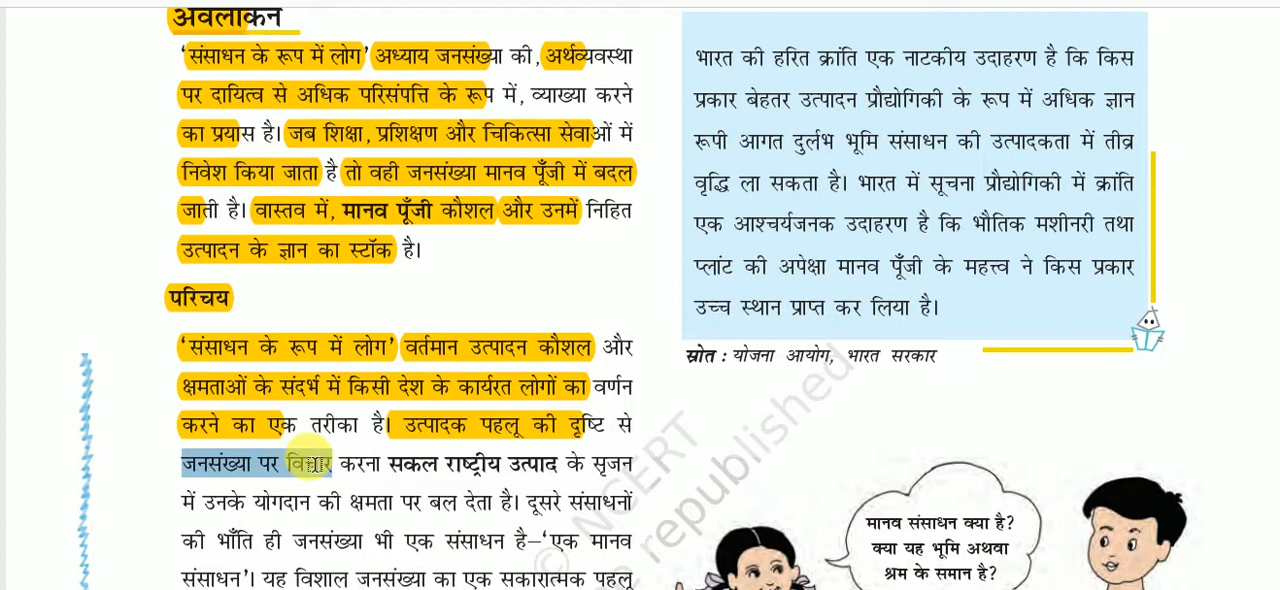 अवलोकन
'संसाधन के रूप में लोग' अध्याय जनसंख्या की, अर्थव्यवस्था
पर दायित्व से अधिक परिसंपत्ति के रूप में, व्याख्या करने
का प्रयास है। जब शिक्षा, प्रशिक्षण और चिकित्सा सेवाओं में
निवेश किया जाता है तो वही जनसंख्या मानव पूँजी में बदल
जाती है। वास्तव में, मानव पूँजी कौशल और उनमें निहित
उत्पादन के ज्ञान का स्टॉक है।
परिचय
'संसाधन के रूप में लोग' वर्तमान उत्पादन कौशल और
क्षमताओं के संदर्भ में किसी देश के कार्यरत लोगों का वर्णन
करने का एक तरीका है। उत्पादक पहलू की दृष्टि से
जनसंख्या पर विचार करना सकल राष्ट्रीय उत्पाद के सृजन
में उनके योगदान की क्षमता पर बल देता है। दूसरे संसाधनों
की भाँति ही जनसंख्या भी एक संसाधन है–'एक मानव
संसाधन'। यह विशाल जनसंख्या का एक सकारात्मक पहलू
भारत की हरित क्रांति एक नाटकीय उदाहरण है कि किस
प्रकार बेहतर उत्पादन प्रौद्योगिकी के रूप में अधिक ज्ञान
रूपी आगत दुर्लभ भूमि संसाधन की उत्पादकता में तीव्र
वृद्धि ला सकता है। भारत में सूचना प्रौद्योगिकी में क्रांति
एक आश्चर्यजनक उदाहरण है कि भौतिक मशीनरी तथा
प्लांट की अपेक्षा मानव पूँजी के महत्त्व ने किस प्रकार
उच्च स्थान प्राप्त कर लिया है।
स्रोत : योजना आयोग, भारत सरकार
मानव संसाधन क्या है?
क्या यह भूमि अथवा
श्रम के समान है?
© NCERT
republished